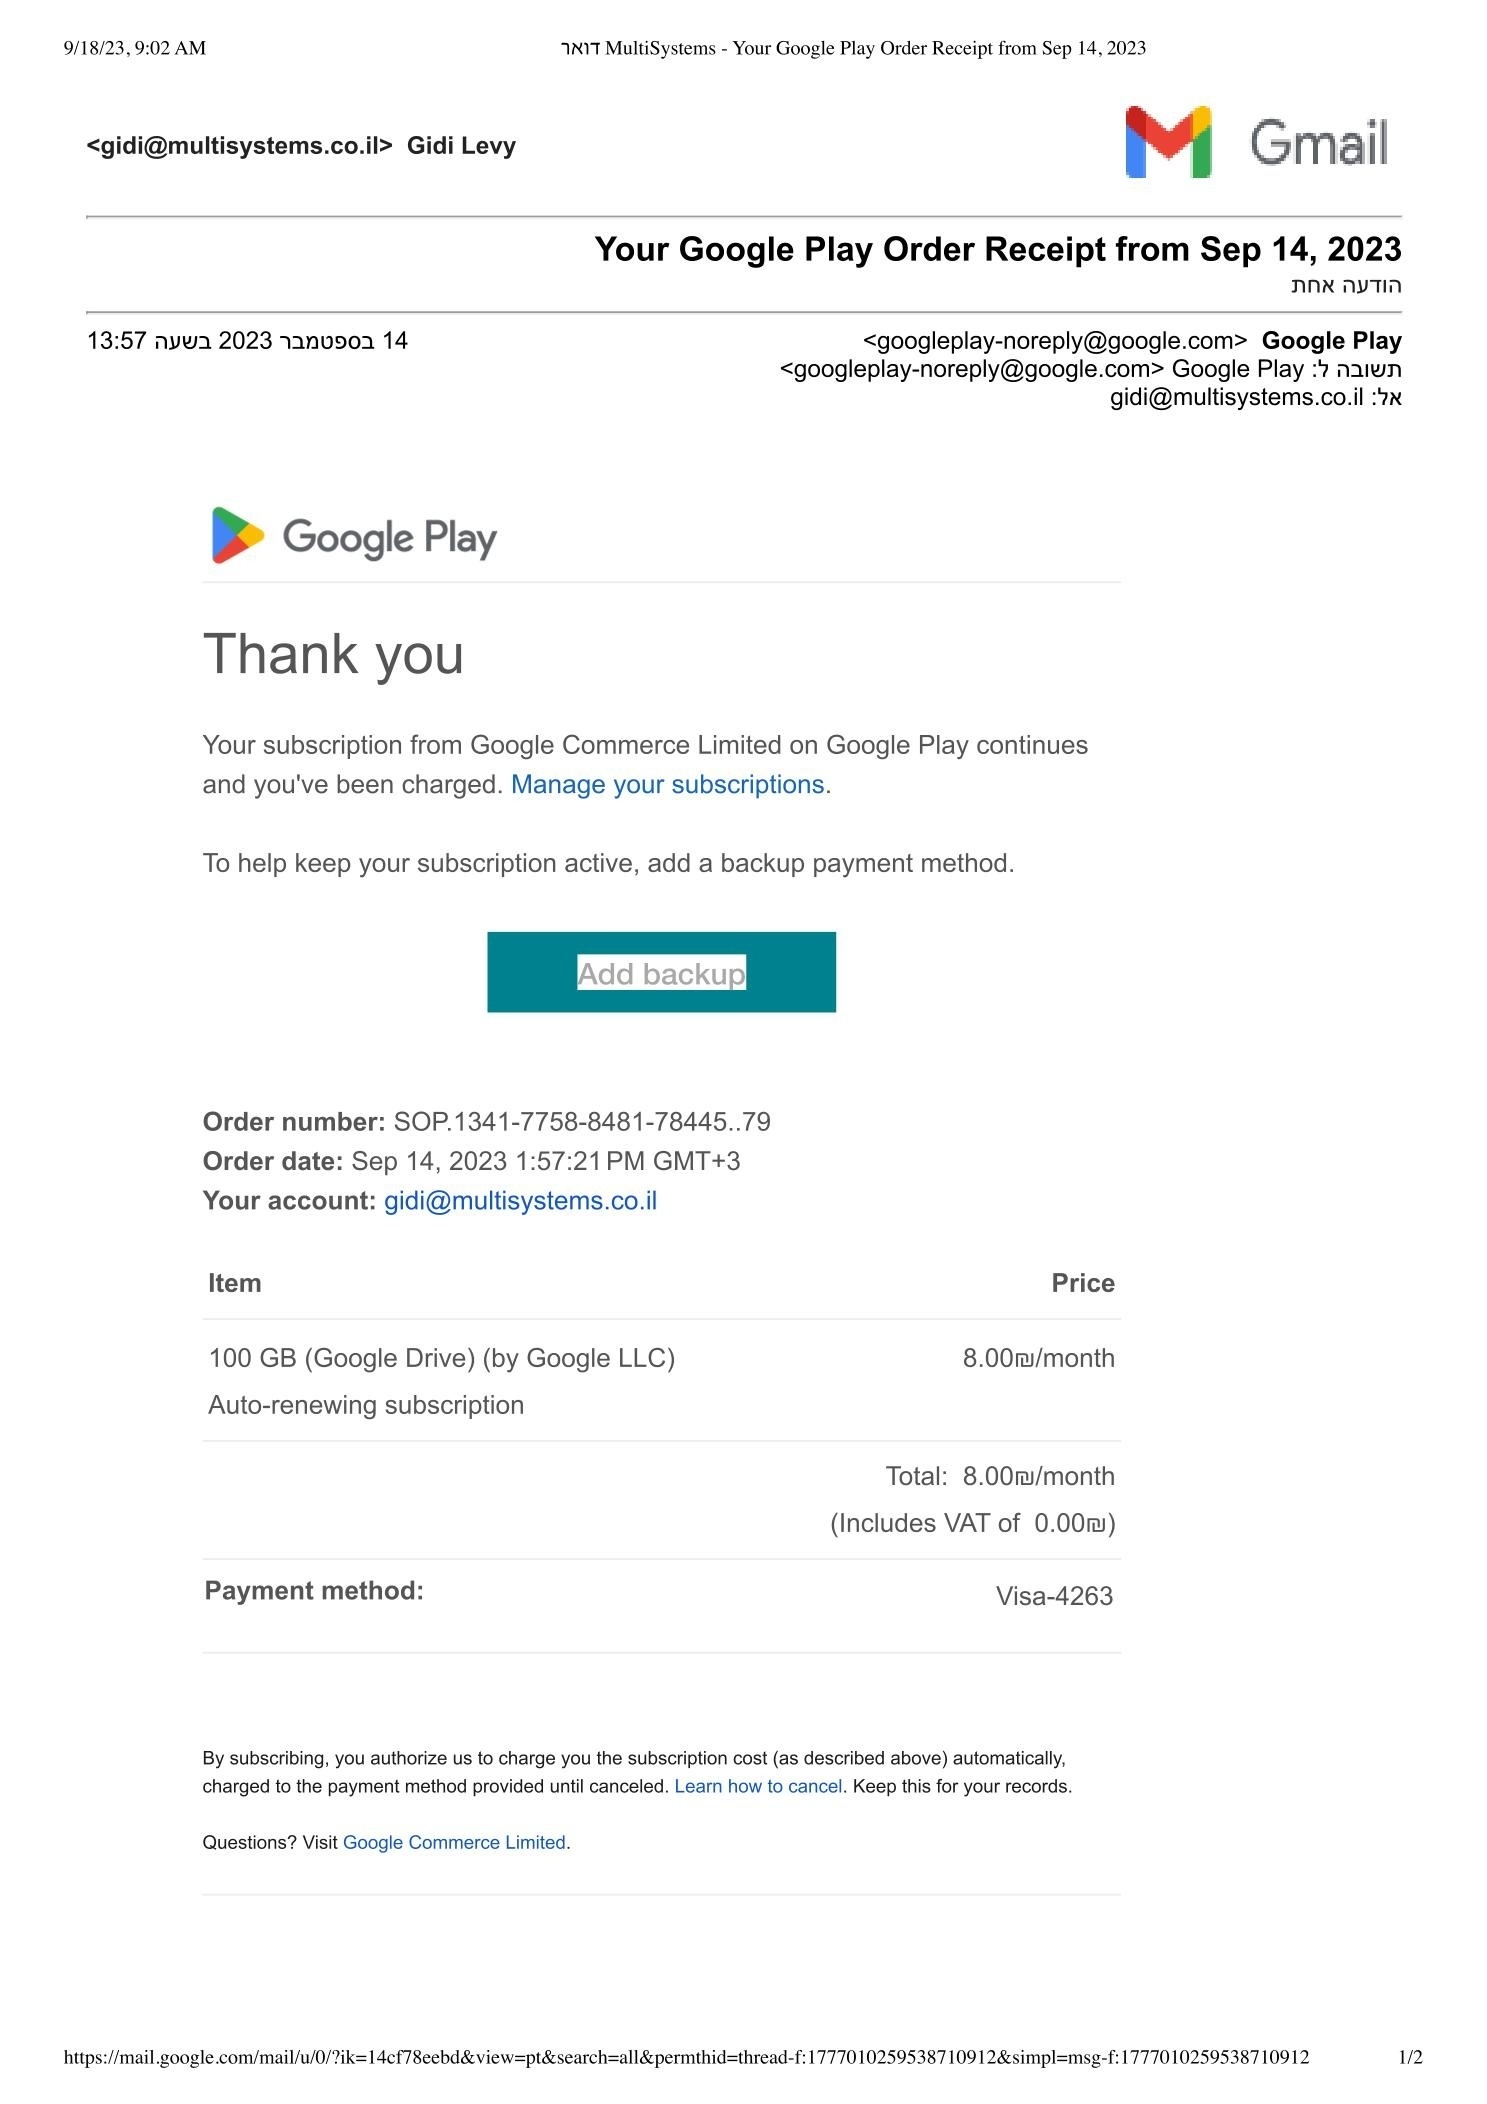 9/18/23, 9:02 AM
דואר MultiSystems - Your Google Play Order Receipt from Sep 14, 2023
Gmail
Gidi Levy <gidi@multisystems.co.il>
Your Google Play Order Receipt from Sep 14, 2023
הודעה אחת
Google Play <googleplay-noreply@google.com>
14 בספטמבר 2023 בשעה 13:57
תשובה ל: Google Play <googleplay-noreply@google.com>
אל: gidi@multisystems.co.il
Google Play
Thank you
Your subscription from Google Commerce Limited on Google Play continues
and you've been charged. Manage your subscriptions.
To help keep your subscription active, add a backup payment method.
Add backup
Order number: SOP.1341-7758-8481-78445..79
Order date: Sep 14, 2023 1:57:21 PM GMT+3
Your account: gidi@multisystems.co.il
Item Price
100 GB (Google Drive) (by Google LLC) 8.00₪/month
Auto-renewing subscription
Total: 8.00₪/month
(Includes VAT of 0.00₪)
Payment method: Visa-4263
By subscribing, you authorize us to charge you the subscription cost (as described above) automatically,
charged to the payment method provided until canceled. Learn how to cancel. Keep this for your records.
Questions? Visit Google Commerce Limited.
https://mail.google.com/mail/u/0/?ik=14cf78eebd&view=pt&search=all&permthid=thread-f:1777010259538710912&simpl=msg-f:1777010259538710912 1/2